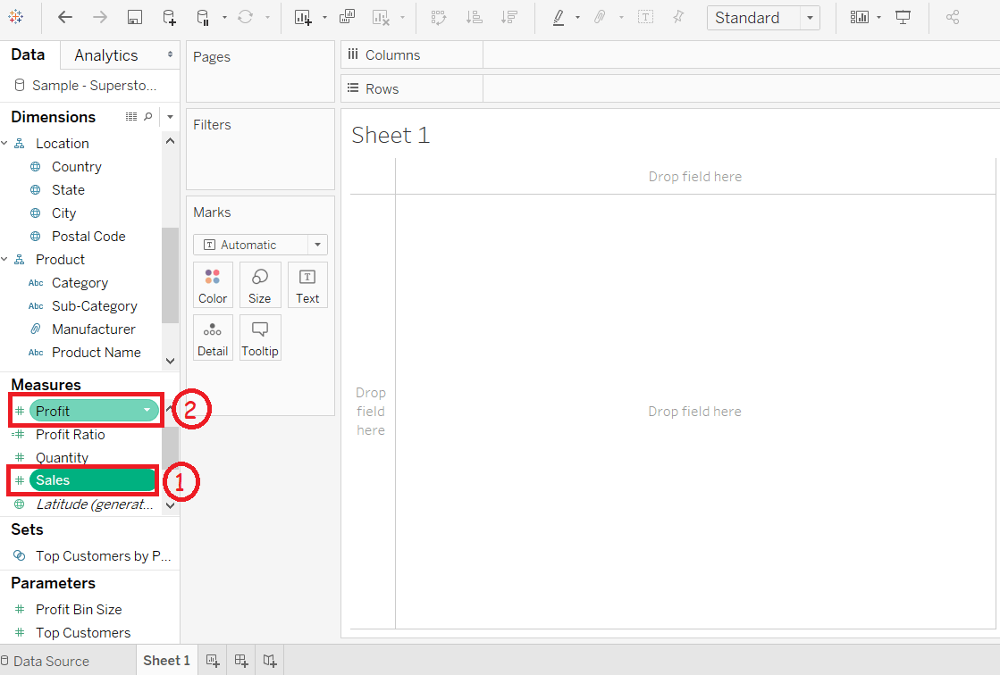 Standard
Data
Analytics
Sample - Supersto...
Dimensions
Location
Country
State
City
Postal Code
Product
Abc Category
Abc Sub-Category
Manufacturer
Abc Product Name
Measures
# Profit
2
=# Profit Ratio
# Quantity
# Sales
1
Latitude (generat...
Sets
Top Customers by P...
Parameters
# Profit Bin Size
# Top Customers
Pages
Filters
Marks
T Automatic
Color
Size
T
Text
Detail
Tooltip
Columns
Rows
Sheet 1
Drop field here
Drop
field
here
Drop field here
Data Source
Sheet 1